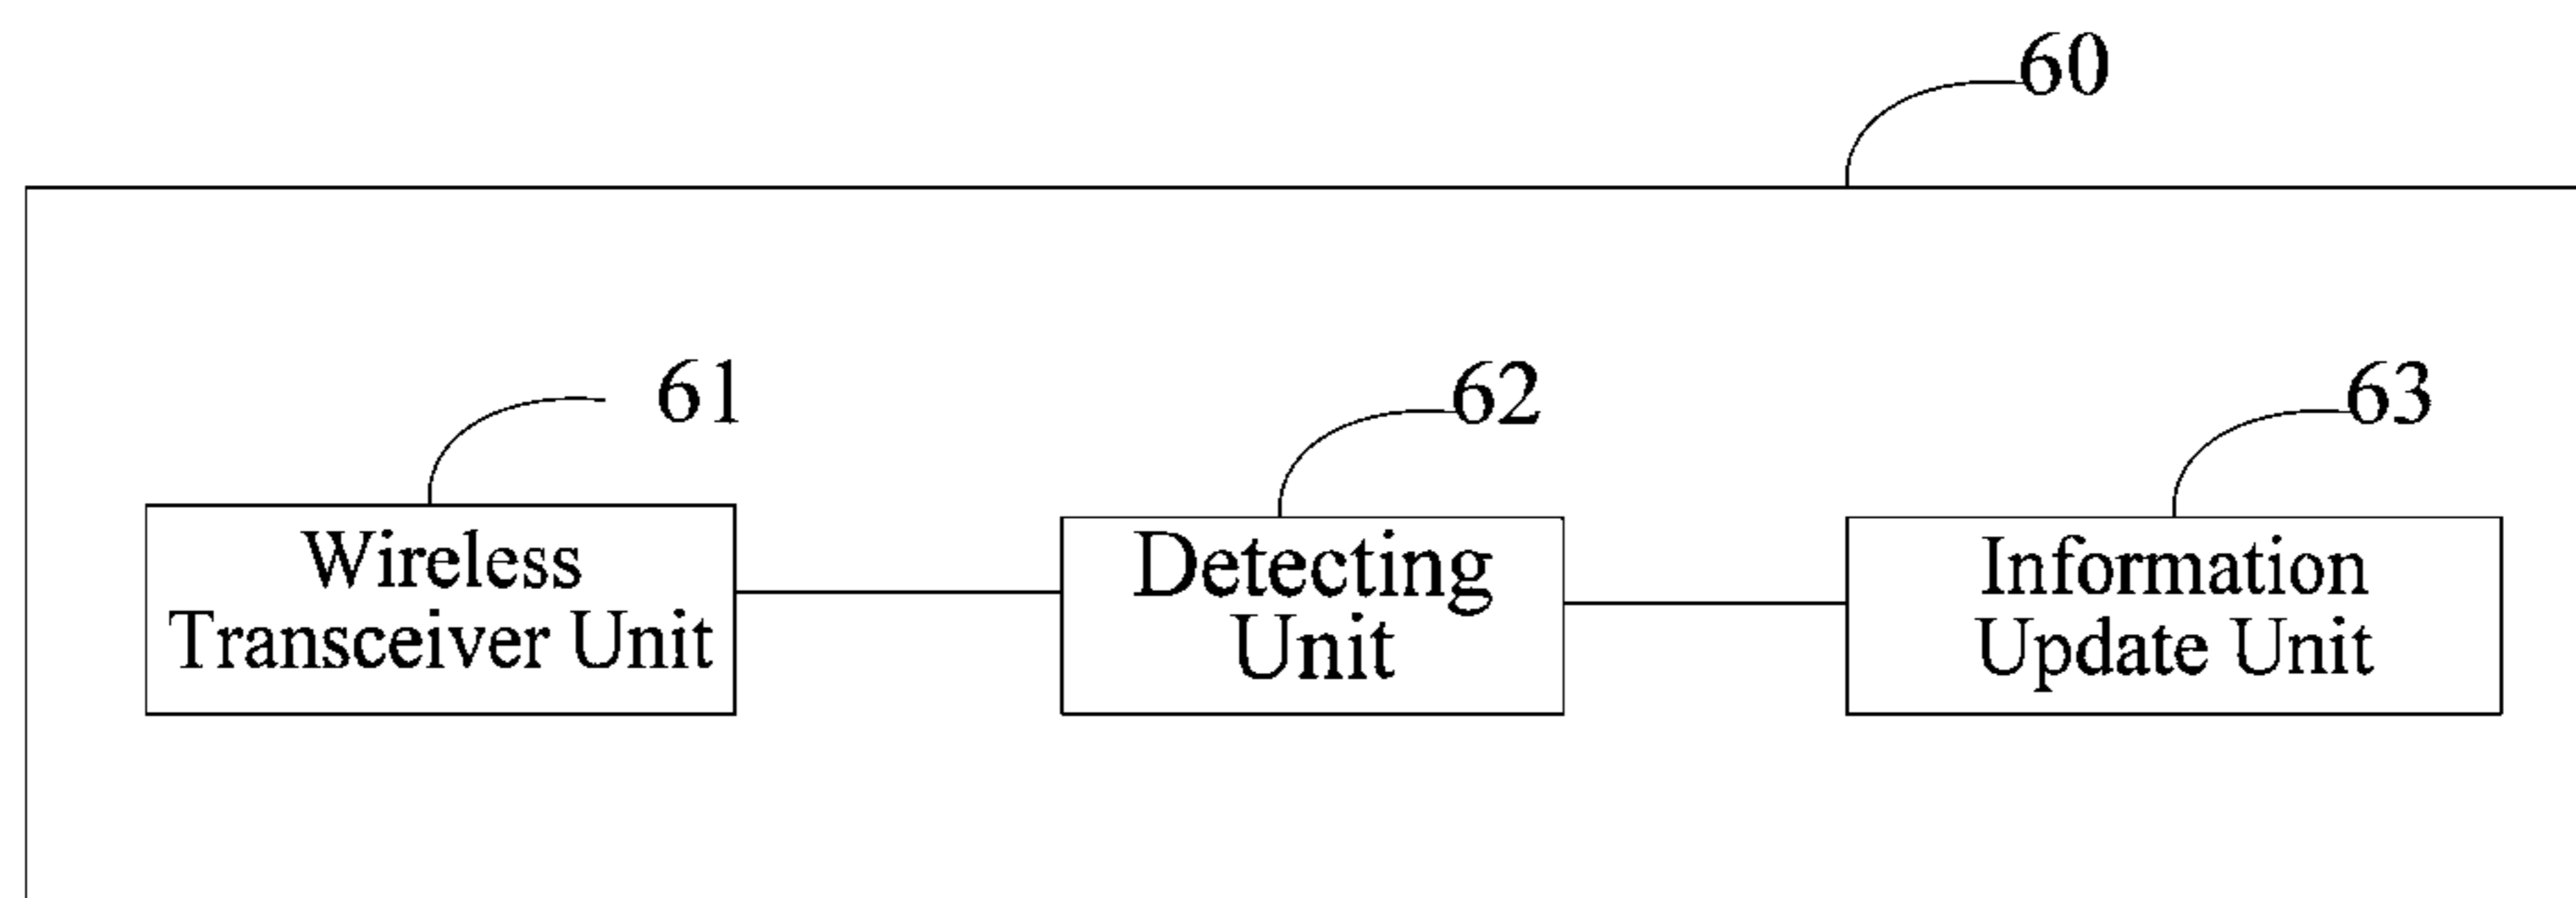 60
61
62
63
Wireless
Transceiver Unit
Detecting
Unit
Information
Update Unit